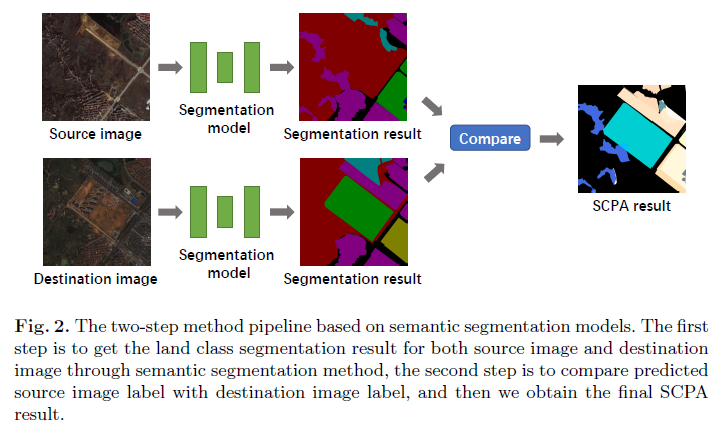 Source image
Segmentation
model
Segmentation result
Compare
SCPA result
Destination image
Segmentation
model
Segmentation result
Fig. 2. The two-step method pipeline based on semantic segmentation models. The first
step is to get the land class segmentation result for both source image and destination
image through semantic segmentation method, the second step is to compare predicted
source image label with destination image label, and then we obtain the final SCPA
result.